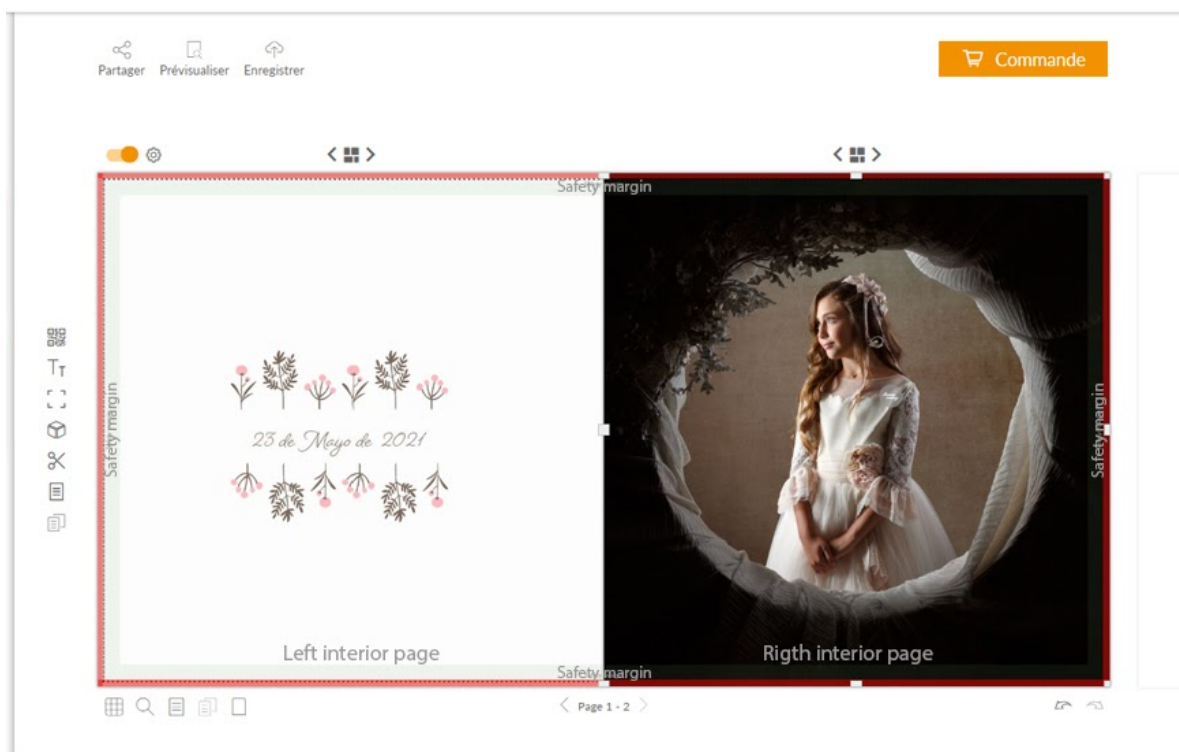 Partager Prévisualiser Enregistrer
Commande
Safety margin
Safety margin
23 de Mayo de 2021
Safety margin
Left interior page
Rigth interior page
Safety margin
Page 1 - 2